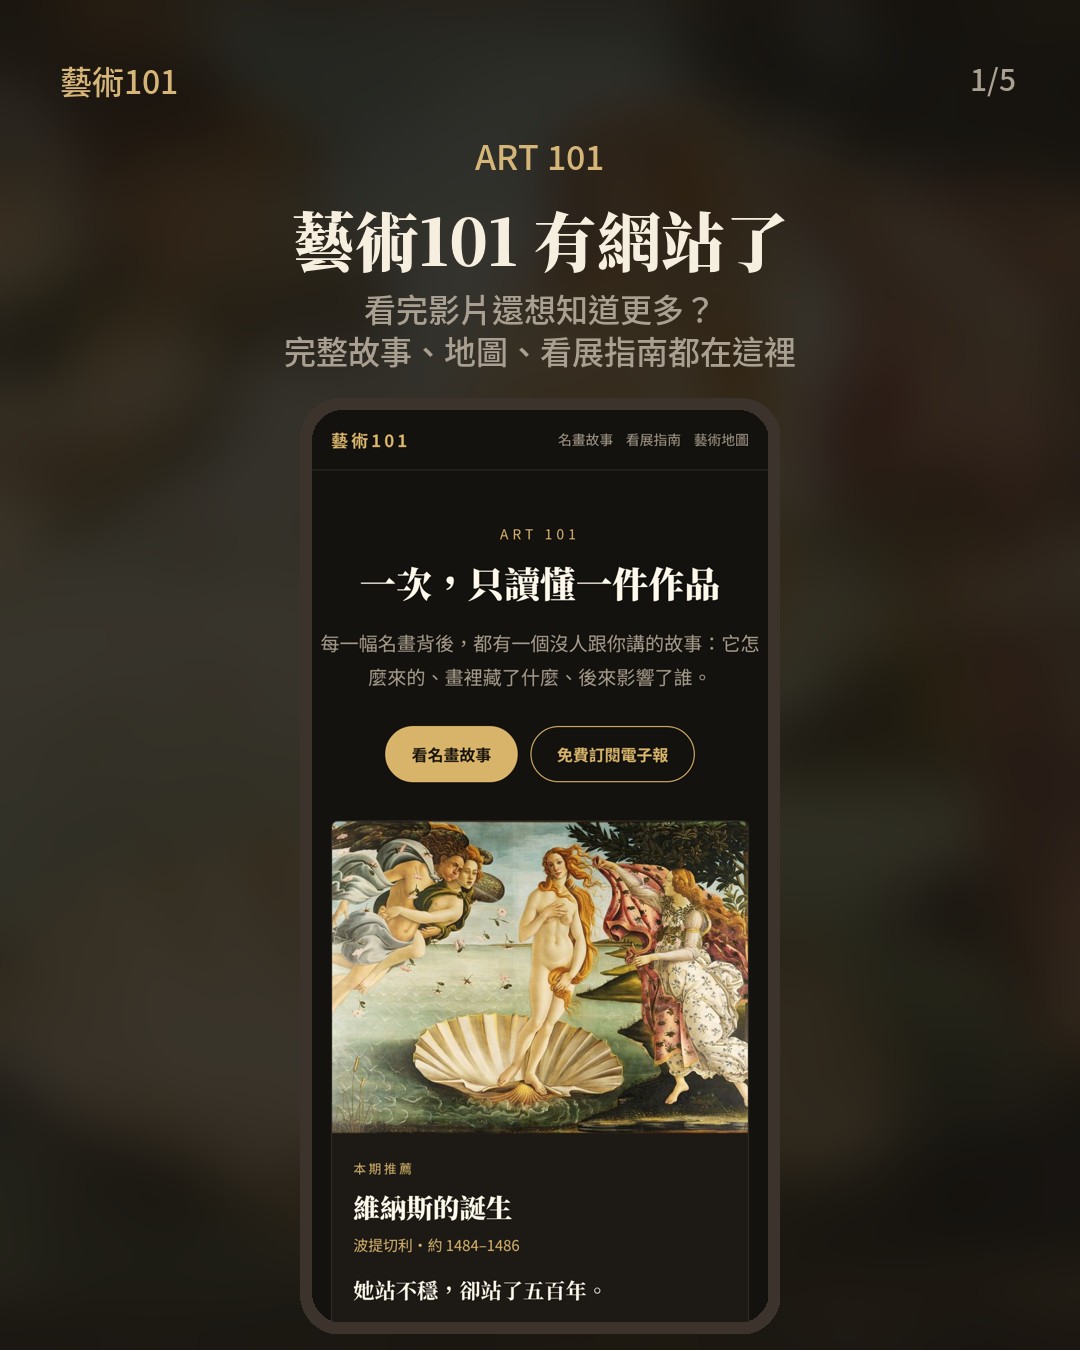 藝術101
1/5
ART 101
藝術101 有網站了
看完影片還想知道更多？
完整故事、地圖、看展指南都在這裡
藝術101
名畫故事 看展指南 藝術地圖
ART 101
一次，只讀懂一件作品
每一幅名畫背後，都有一個沒人跟你講的故事：它怎
麼來的、畫裡藏了什麼、後來影響了誰。
看名畫故事
免費訂閱電子報
本期推薦
維納斯的誕生
波提切利・約 1484–1486
她站不穩，卻站了五百年。